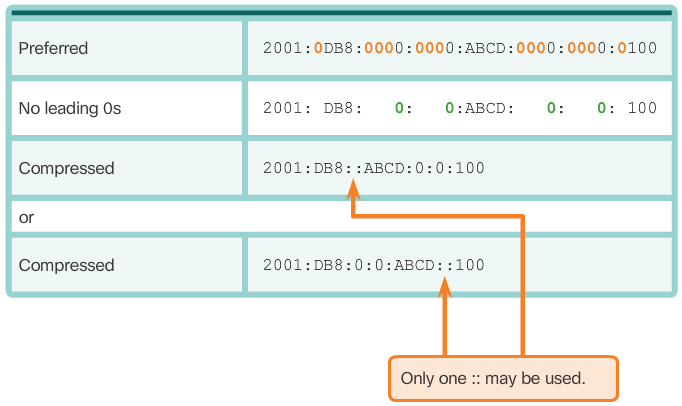 Preferred 2001:0DB8:0000:0000:ABCD:0000:0000:0100
No leading 0s 2001: DB8: 0: 0:ABCD: 0: 0: 100
Compressed 2001:DB8::ABCD:0:0:100
or
Compressed 2001:DB8:0:0:ABCD::100
Only one :: may be used.